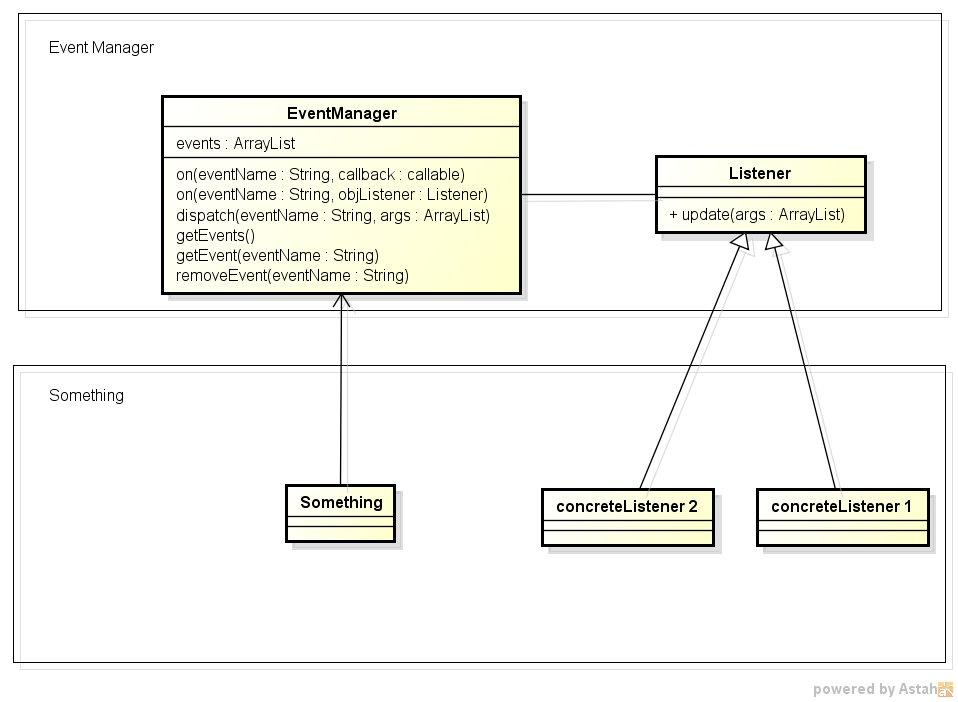 Event Manager
EventManager
events : ArrayList
on(eventName : String, callback : callable)
on(eventName : String, objListener : Listener)
dispatch(eventName : String, args : ArrayList)
getEvents()
getEvent(eventName : String)
removeEvent(eventName : String)
Listener
+ update(args : ArrayList)
Something
Something
concreteListener 2
concreteListener 1
powered by Astah